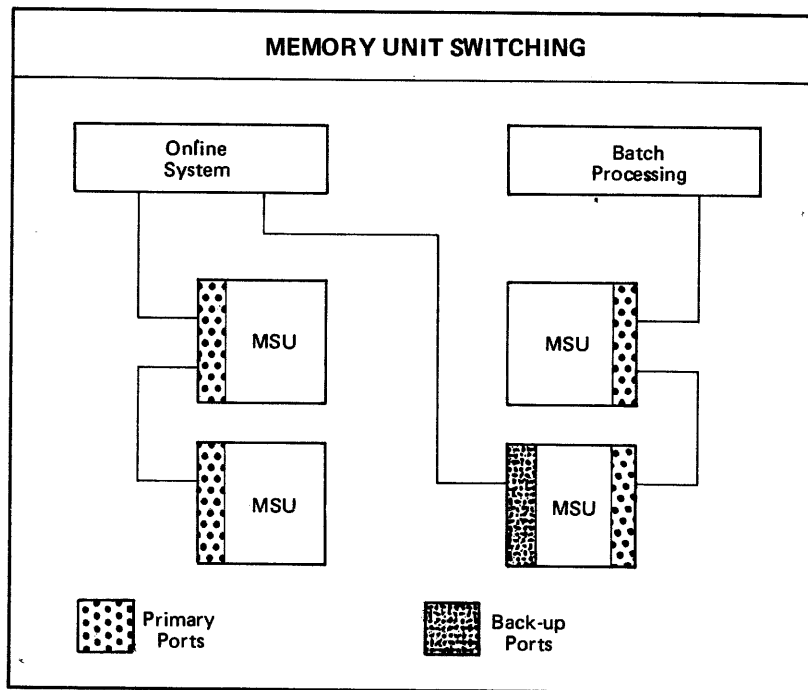 MEMORY UNIT SWITCHING
Online
System
Batch
Processing
MSU
MSU
MSU
MSU
Primary
Ports
Back-up
Ports